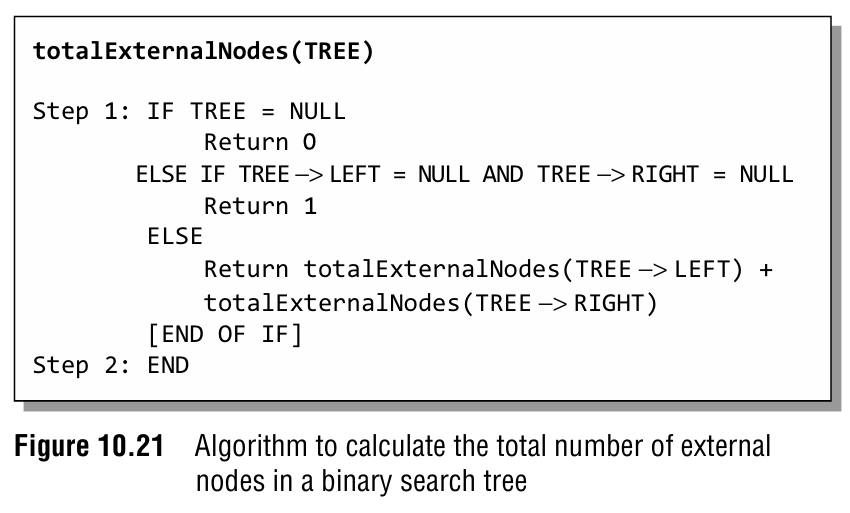 totalExternalNodes(TREE)
Step 1: IF TREE = NULL
Return 0
ELSE IF TREE —> LEFT = NULL AND TREE —> RIGHT = NULL
Return 1
ELSE
Return totalExternalNodes(TREE —> LEFT) +
totalExternalNodes(TREE —> RIGHT)
[END OF IF]
Step 2: END
Figure 10.21 Algorithm to calculate the total number of external
nodes in a binary search tree